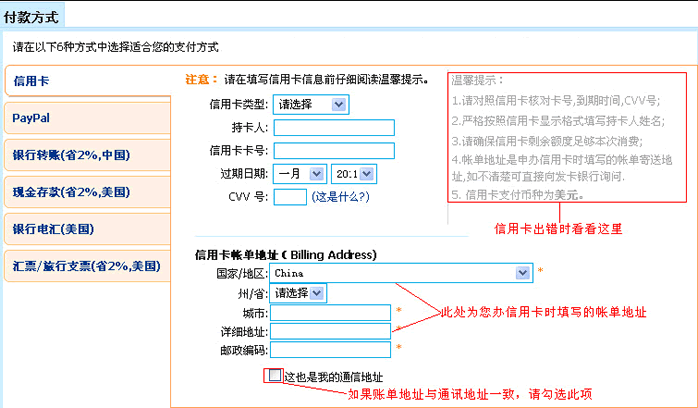 付款方式
请在以下6种方式中选择适合您的支付方式
信用卡
PayPal
银行转账(省2%,中国)
现金存款(省2%,美国)
银行电汇(美国)
汇票/旅行支票(省2%,美国)
注意： 请在填写信用卡信息前仔细阅读温馨提示。
信用卡类型: 请选择
持卡人:
信用卡卡号:
过期日期: 一月 2011
CVV 号: (这是什么?)
温馨提示：
1.请对照信用卡核对卡号,到期时间,CVV号;
2.严格按照信用卡显示格式填写持卡人姓名;
3.请确保信用卡剩余额度足够本次消费;
4.帐单地址是申办信用卡时填写的帐单寄送地
址,如不清楚可直接向发卡银行询问.
5. 信用卡支付币种为美元。
信用卡出错时看看这里
信用卡帐单地址 ( Billing Address)
国家/地区: China *
州/省: 请选择
城市: *
详细地址: *
邮政编码: *
此处为您办信用卡时填写的帐单地址
这也是我的通信地址
如果账单地址与通讯地址一致，请勾选此项